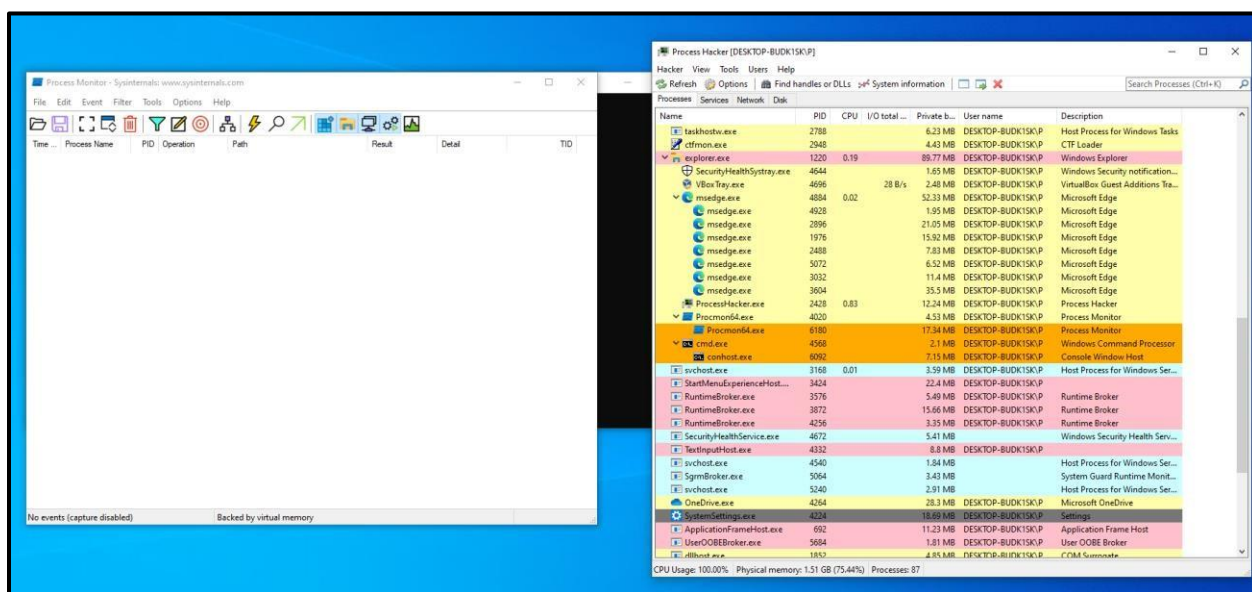 Process Monitor - Sysinternals: www.sysinternals.com
File Edit Event Filter Tools Options Help
Time ... Process Name PID Operation Path Result Detail TID
No events (capture disabled) Backed by virtual memory
Process Hacker [DESKTOP-BUDK1SK\P]
Hacker View Tools Users Help
Refresh Options Find handles or DLLs System information Search Processes (Ctrl+K)
Processes Services Network Disk
Name PID CPU I/O total ... Private b... User name Description
taskhostw.exe 2788 6.23 MB DESKTOP-BUDK1SK\P Host Process for Windows Tasks
ctfmon.exe 2948 4.43 MB DESKTOP-BUDK1SK\P CTF Loader
explorer.exe 1220 0.19 89.77 MB DESKTOP-BUDK1SK\P Windows Explorer
SecurityHealthSystray.exe 4644 1.65 MB DESKTOP-BUDK1SK\P Windows Security notification...
VBoxTray.exe 4696 28 B/s 2.48 MB DESKTOP-BUDK1SK\P VirtualBox Guest Additions Tra...
msedge.exe 4884 0.02 52.33 MB DESKTOP-BUDK1SK\P Microsoft Edge
msedge.exe 4928 1.95 MB DESKTOP-BUDK1SK\P Microsoft Edge
msedge.exe 2896 21.05 MB DESKTOP-BUDK1SK\P Microsoft Edge
msedge.exe 1976 15.92 MB DESKTOP-BUDK1SK\P Microsoft Edge
msedge.exe 2488 7.83 MB DESKTOP-BUDK1SK\P Microsoft Edge
msedge.exe 5072 6.52 MB DESKTOP-BUDK1SK\P Microsoft Edge
msedge.exe 3032 11.4 MB DESKTOP-BUDK1SK\P Microsoft Edge
msedge.exe 3604 35.5 MB DESKTOP-BUDK1SK\P Microsoft Edge
ProcessHacker.exe 2428 0.83 12.24 MB DESKTOP-BUDK1SK\P Process Hacker
Procmon64.exe 4020 4.53 MB DESKTOP-BUDK1SK\P Process Monitor
Procmon64.exe 6180 17.34 MB DESKTOP-BUDK1SK\P Process Monitor
cmd.exe 4568 2.1 MB DESKTOP-BUDK1SK\P Windows Command Processor
conhost.exe 6092 7.15 MB DESKTOP-BUDK1SK\P Console Window Host
svchost.exe 3168 0.01 3.59 MB DESKTOP-BUDK1SK\P Host Process for Windows Ser...
StartMenuExperienceHost.... 3424 22.4 MB DESKTOP-BUDK1SK\P
RuntimeBroker.exe 3576 5.49 MB DESKTOP-BUDK1SK\P Runtime Broker
RuntimeBroker.exe 3872 15.66 MB DESKTOP-BUDK1SK\P Runtime Broker
RuntimeBroker.exe 4256 3.35 MB DESKTOP-BUDK1SK\P Runtime Broker
SecurityHealthService.exe 4672 5.41 MB Windows Security Health Serv...
TextInputHost.exe 4332 8.8 MB DESKTOP-BUDK1SK\P
svchost.exe 4540 1.84 MB Host Process for Windows Ser...
SgrmBroker.exe 5064 3.43 MB System Guard Runtime Monit...
svchost.exe 5240 2.91 MB Host Process for Windows Ser...
OneDrive.exe 4264 28.3 MB DESKTOP-BUDK1SK\P Microsoft OneDrive
SystemSettings.exe 4224 18.69 MB DESKTOP-BUDK1SK\P Settings
ApplicationFrameHost.exe 692 11.23 MB DESKTOP-BUDK1SK\P Application Frame Host
UserOOBEBroker.exe 5684 1.81 MB DESKTOP-BUDK1SK\P User OOBE Broker
dllhost.exe 1852 4.85 MB DESKTOP-BUDK1SK\P COM Surrogate
CPU Usage: 100.00% Physical memory: 1.51 GB (75.44%) Processes: 87